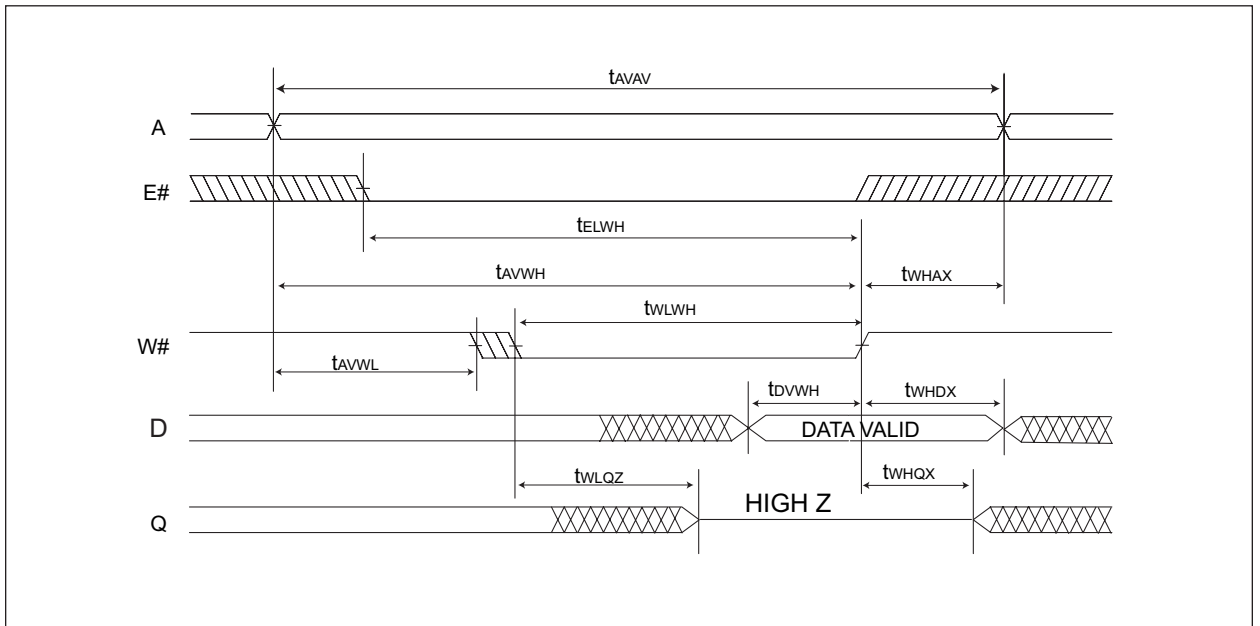 tAVAV
A
E#
tELWH
tAVWH
tWHAX
tWLWH
W#
tAVWL
tDVWH
tWHDX
D
DATA VALID
tWLQZ
tWHQX
HIGH Z
Q